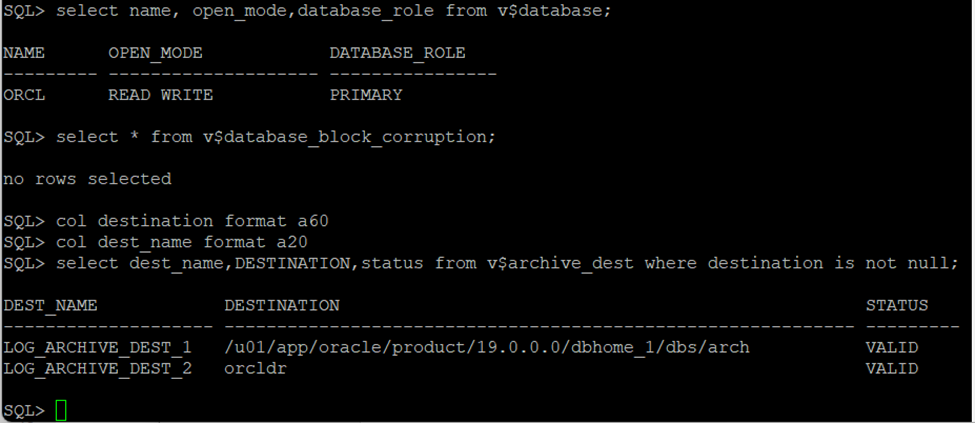 SQL> select name, open_mode,database_role from v$database;
NAME      OPEN_MODE            DATABASE_ROLE
--------- -------------------- ----------------
ORCL      READ WRITE           PRIMARY
SQL> select * from v$database_block_corruption;
no rows selected
SQL> col destination format a60
SQL> col dest_name format a20
SQL> select dest_name,DESTINATION,status from v$archive_dest where destination is not null;
DEST_NAME            DESTINATION                                                  STATUS
-------------------- ------------------------------------------------------------ ---------
LOG_ARCHIVE_DEST_1   /u01/app/oracle/product/19.0.0.0/dbhome_1/dbs/arch           VALID
LOG_ARCHIVE_DEST_2   orcldr                                                       VALID
SQL>